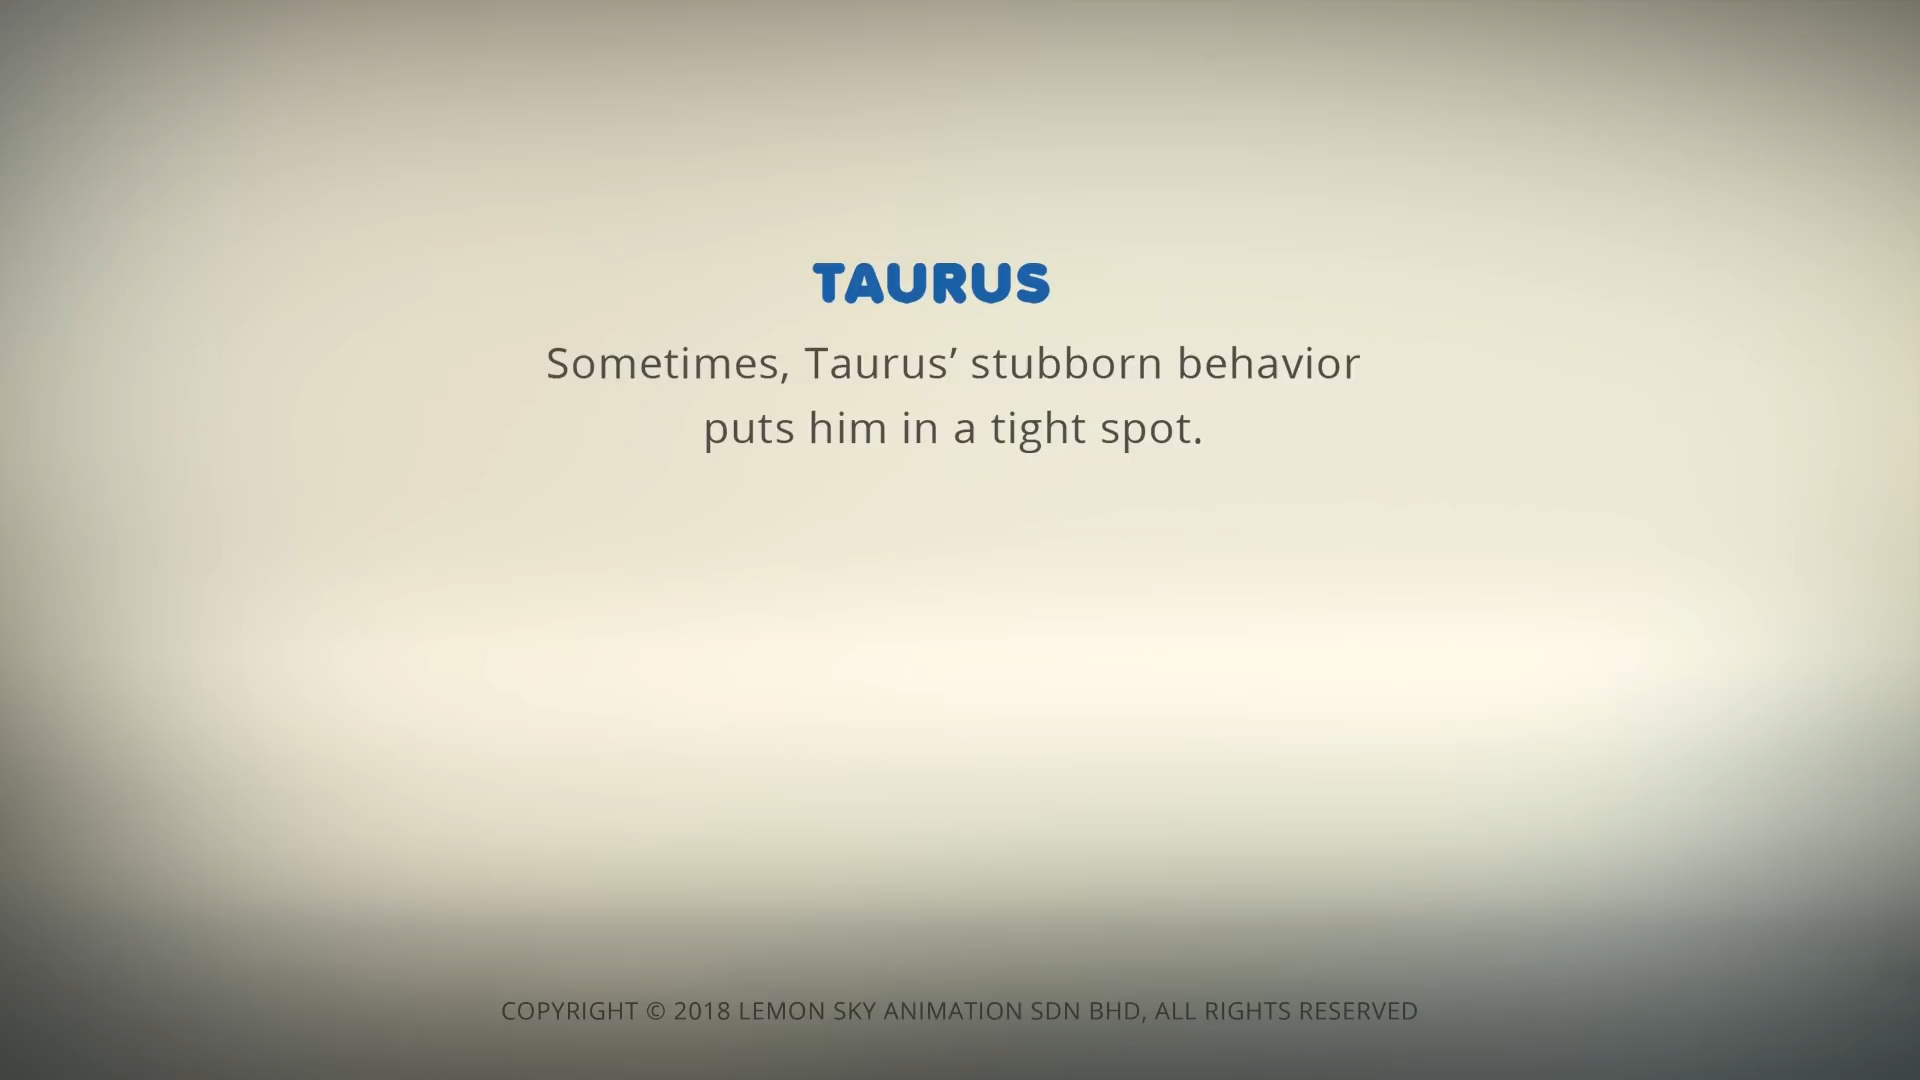 TAURUS
Sometimes, Taurus’ stubborn behavior
puts him in a tight spot.
COPYRIGHT © 2018 LEMON SKY ANIMATION SDN BHD, ALL RIGHTS RESERVED